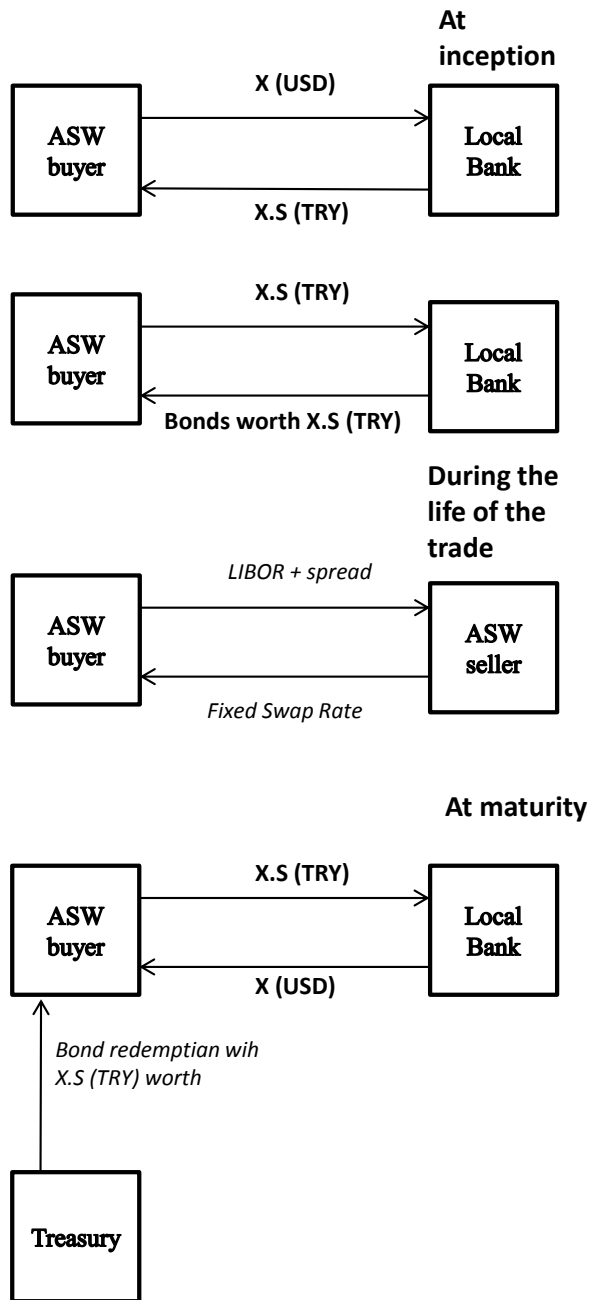 At
inception
X (USD)
ASW
buyer
Local
Bank
X.S (TRY)
X.S (TRY)
ASW
buyer
Local
Bank
Bonds worth X.S (TRY)
During the
life of the
trade
LIBOR + spread
ASW
buyer
ASW
seller
Fixed Swap Rate
At maturity
X.S (TRY)
ASW
buyer
Local
Bank
X (USD)
Bond redemptian wih
X.S (TRY) worth
Treasury